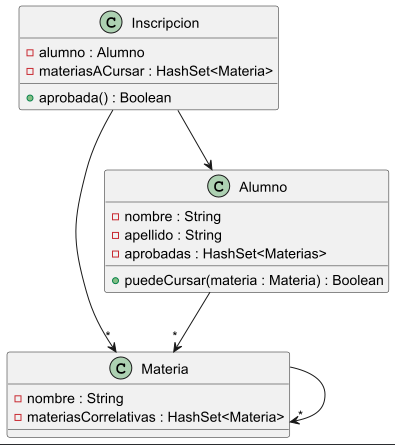 C Inscripcion
alumno : Alumno
materiasACursar : HashSet<Materia>
aprobada() : Boolean
C Alumno
nombre : String
apellido : String
aprobadas : HashSet<Materias>
puedeCursar(materia : Materia) : Boolean
* *
C Materia
nombre : String
materiasCorrelativas : HashSet<Materia>
*